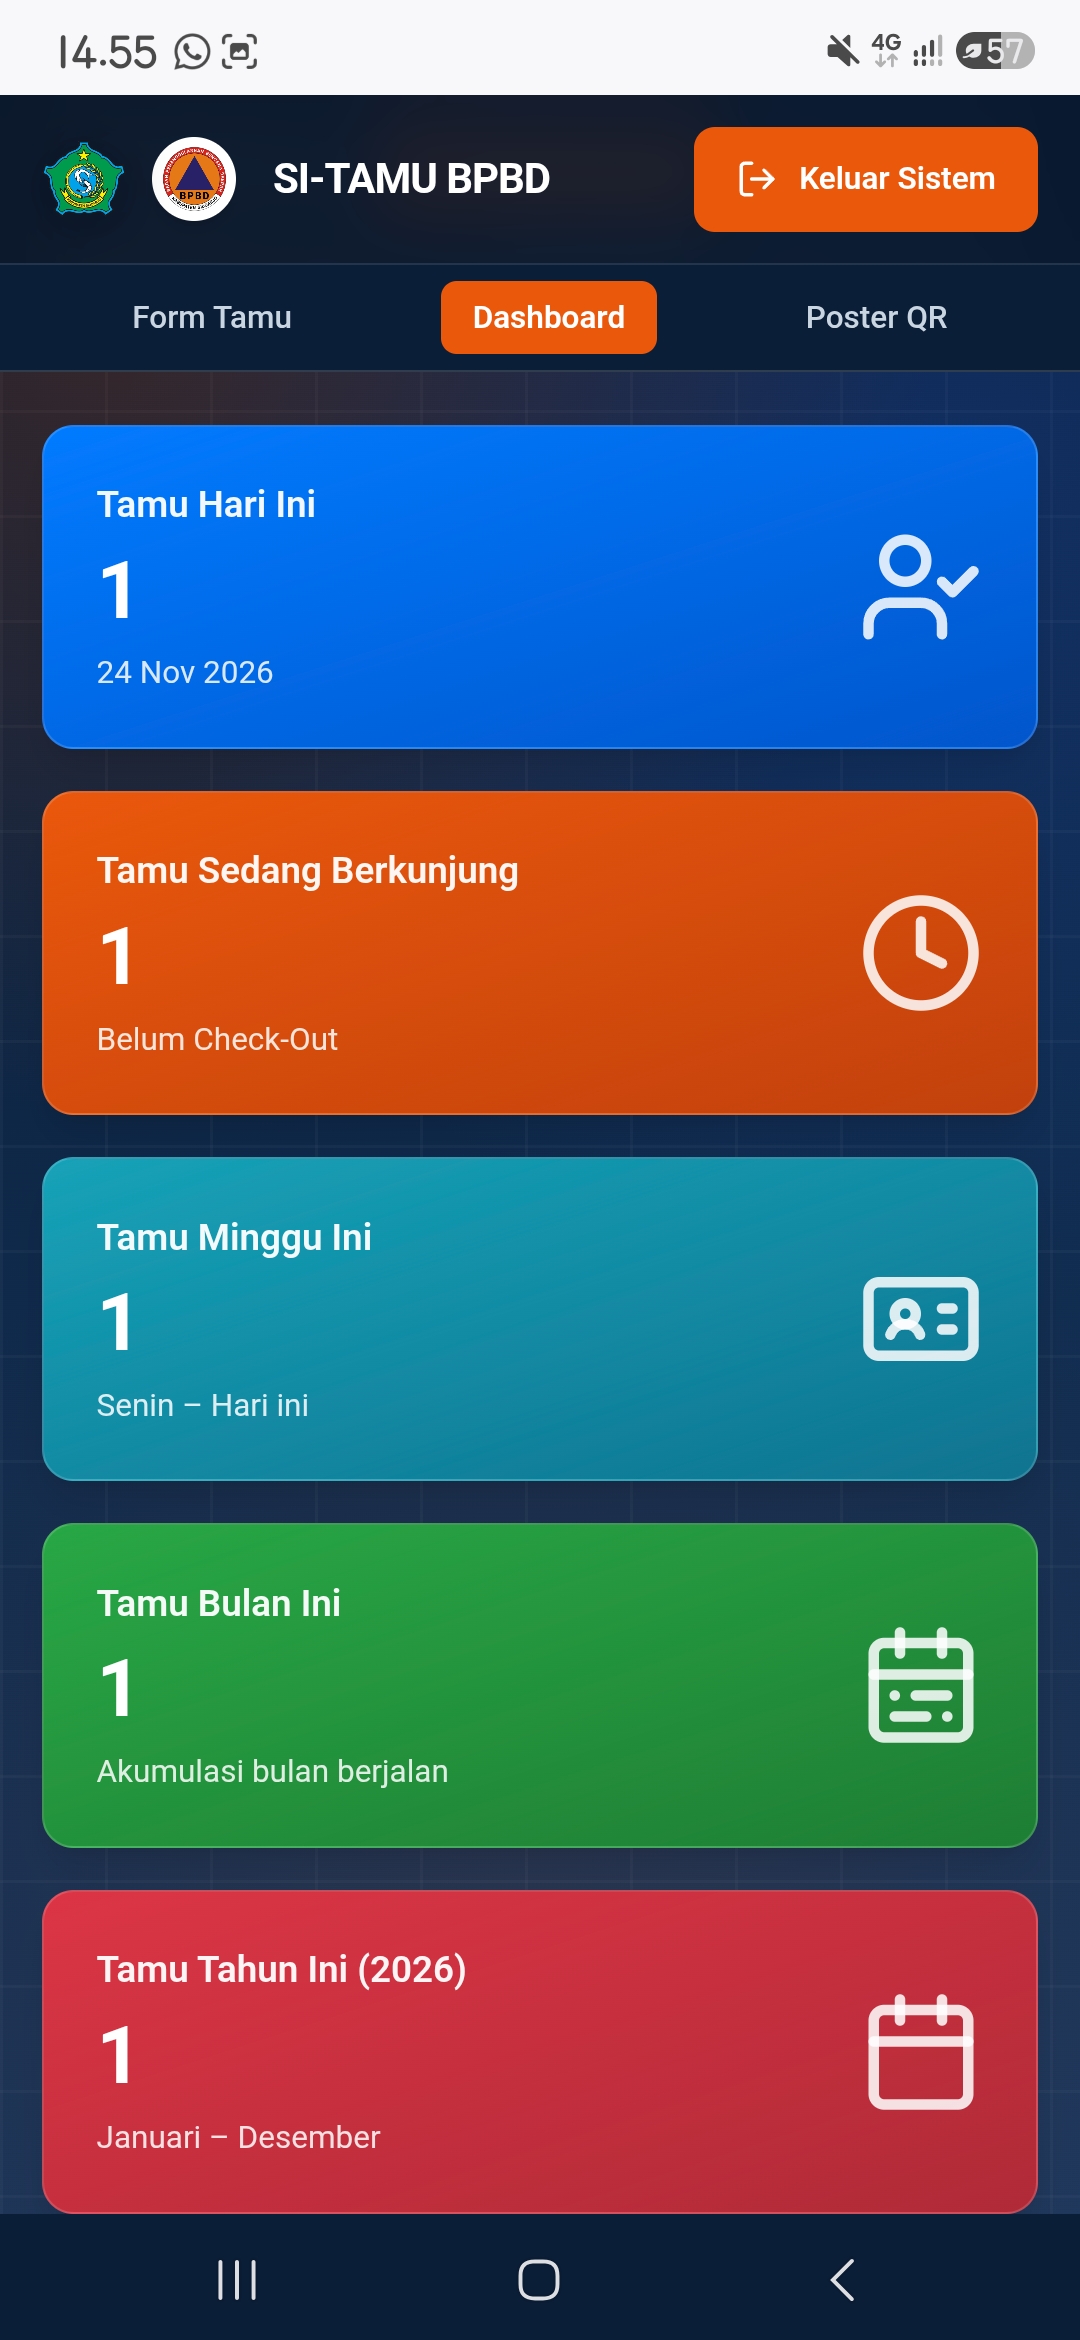 14.55
4G
57
BPBD
SI-TAMU BPBD
Keluar Sistem
Form Tamu
Dashboard
Poster QR
Tamu Hari Ini
1
24 Nov 2026
Tamu Sedang Berkunjung
1
Belum Check-Out
Tamu Minggu Ini
1
Senin – Hari ini
Tamu Bulan Ini
1
Akumulasi bulan berjalan
Tamu Tahun Ini (2026)
1
Januari – Desember